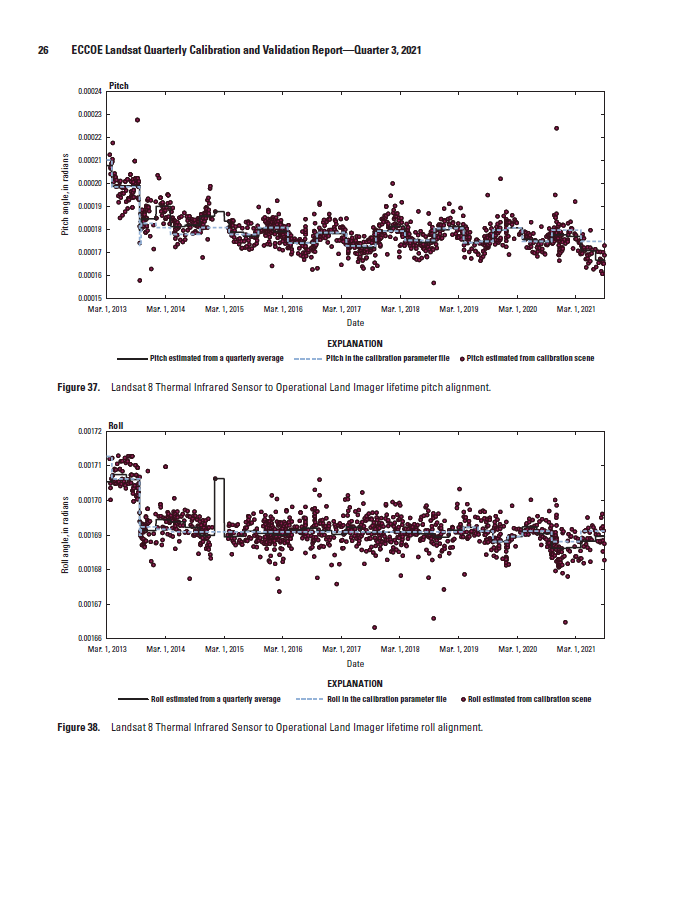 26 ECCOE Landsat Quarterly Calibration and Validation Report—Quarter 3, 2021
Pitch
0.00024
0.00023
0.00022
0.00021
0.00020
0.00019
0.00018
0.00017
0.00016
0.00015
Pitch angle, in radians
Mar. 1, 2013 Mar. 1, 2014 Mar. 1, 2015 Mar. 1, 2016 Mar. 1, 2017 Mar. 1, 2018 Mar. 1, 2019 Mar. 1, 2020 Mar. 1, 2021
Date
EXPLANATION
Pitch estimated from a quarterly average Pitch in the calibration parameter file Pitch estimated from calibration scene
Figure 37. Landsat 8 Thermal Infrared Sensor to Operational Land Imager lifetime pitch alignment.
Roll
0.00172
0.00171
0.00170
0.00169
0.00168
0.00167
0.00166
Roll angle, in radians
Mar. 1, 2013 Mar. 1, 2014 Mar. 1, 2015 Mar. 1, 2016 Mar. 1, 2017 Mar. 1, 2018 Mar. 1, 2019 Mar. 1, 2020 Mar. 1, 2021
Date
EXPLANATION
Roll estimated from a quarterly average Roll in the calibration parameter file Roll estimated from calibration scene
Figure 38. Landsat 8 Thermal Infrared Sensor to Operational Land Imager lifetime roll alignment.